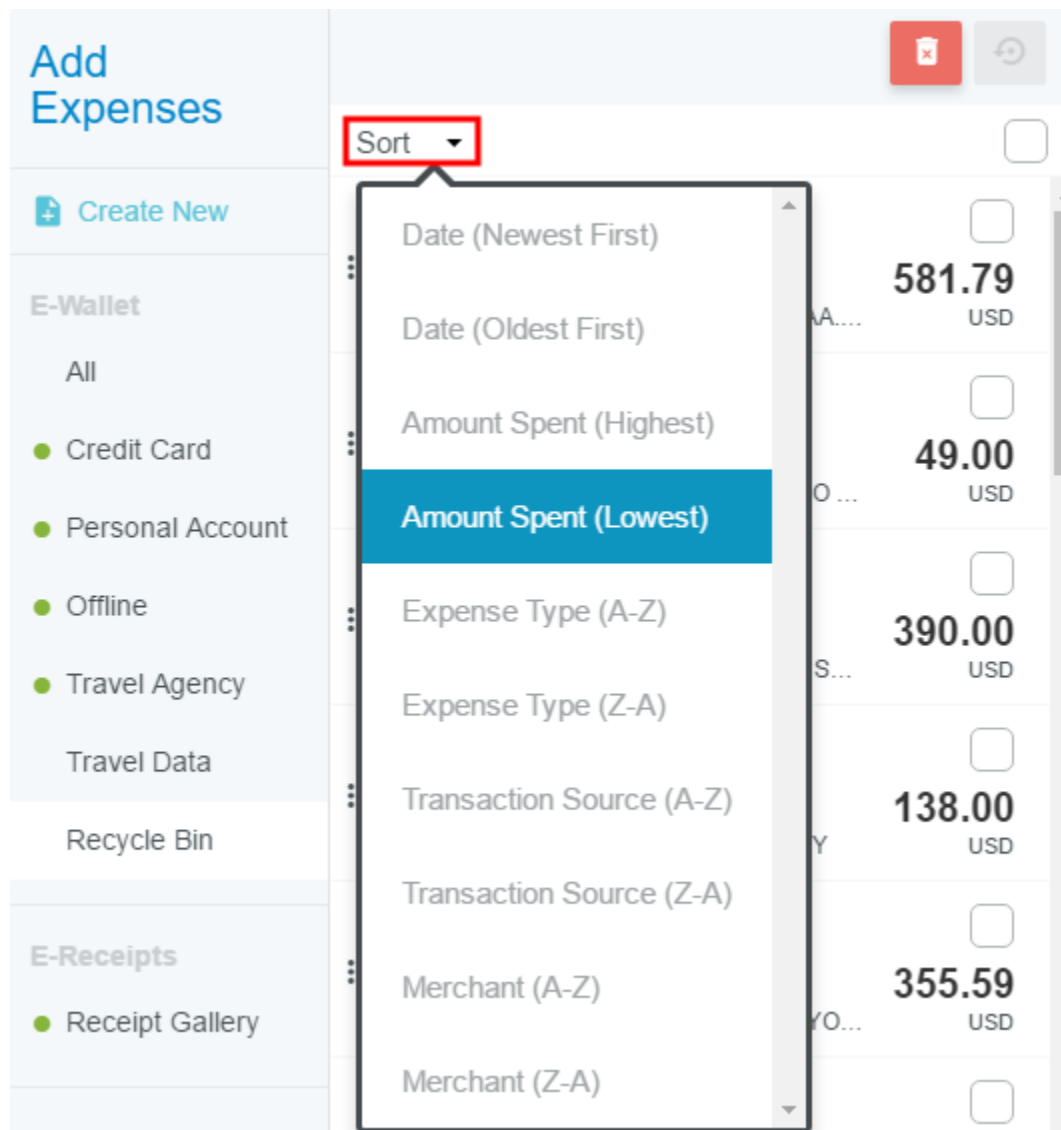 Add
Expenses
Create New
E-Wallet
All
Credit Card
Personal Account
Offline
Travel Agency
Travel Data
Recycle Bin
E-Receipts
Receipt Gallery
Sort
Date (Newest First)
Date (Oldest First)
Amount Spent (Highest)
Amount Spent (Lowest)
Expense Type (A-Z)
Expense Type (Z-A)
Transaction Source (A-Z)
Transaction Source (Z-A)
Merchant (A-Z)
Merchant (Z-A)
581.79
AA.... USD
49.00
O ... USD
390.00
S... USD
138.00
Y USD
355.59
YO... USD